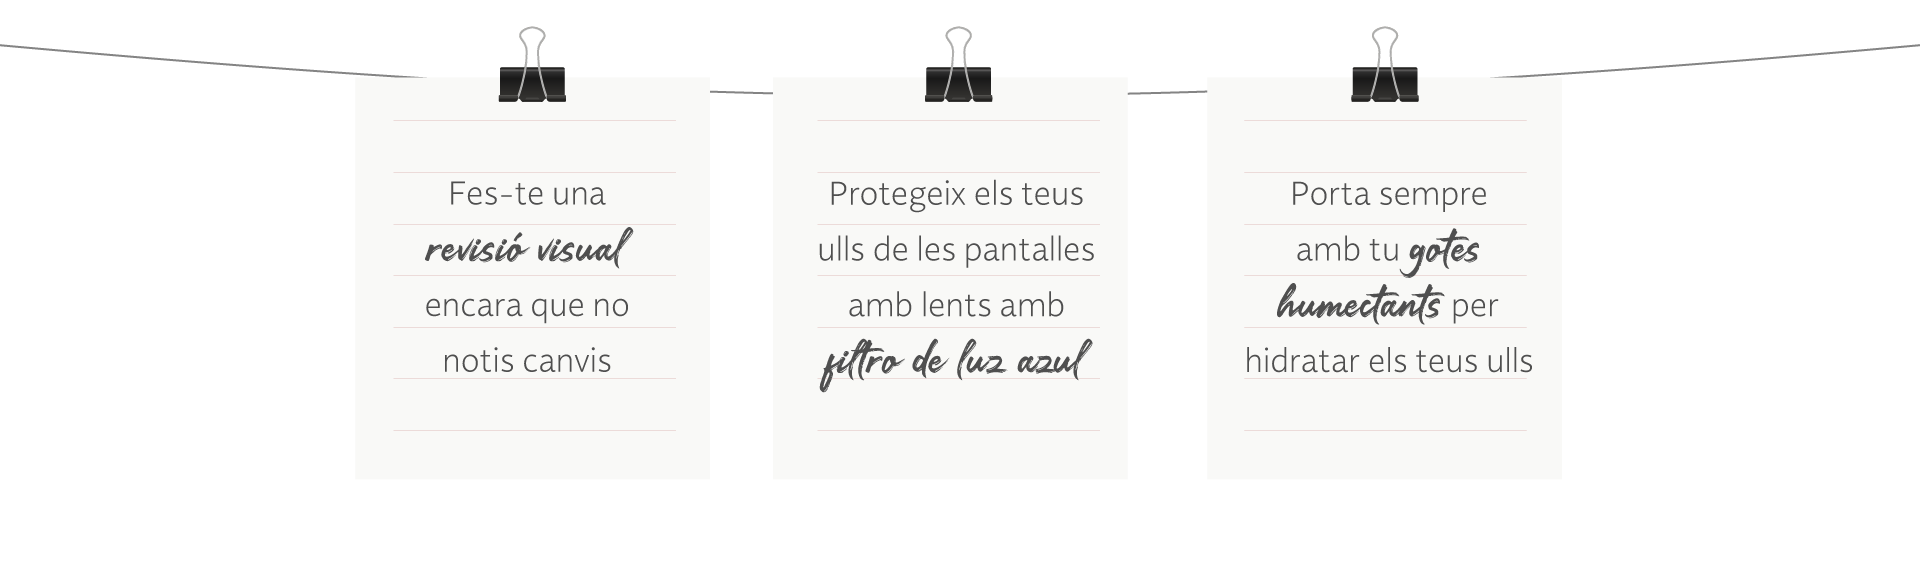 Fes-te una
revisió visual
encara que no
notis canvis
Protegeix els teus
ulls de les pantalles
amb lents amb
filtro de luz azul
Porta sempre
amb tu gotes
humectants per
hidratar els teus ulls